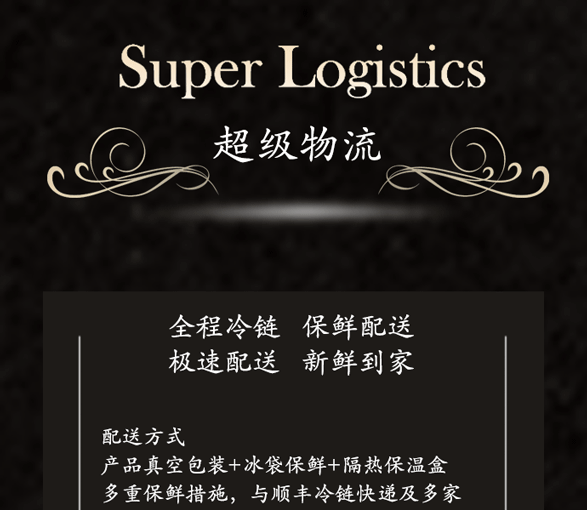 Super Logistics
超级物流
全程冷链 保鲜配送
极速配送 新鲜到家
配送方式
产品真空包装+冰袋保鲜+隔热保温盒
多重保鲜措施，与顺丰冷链快递及多家